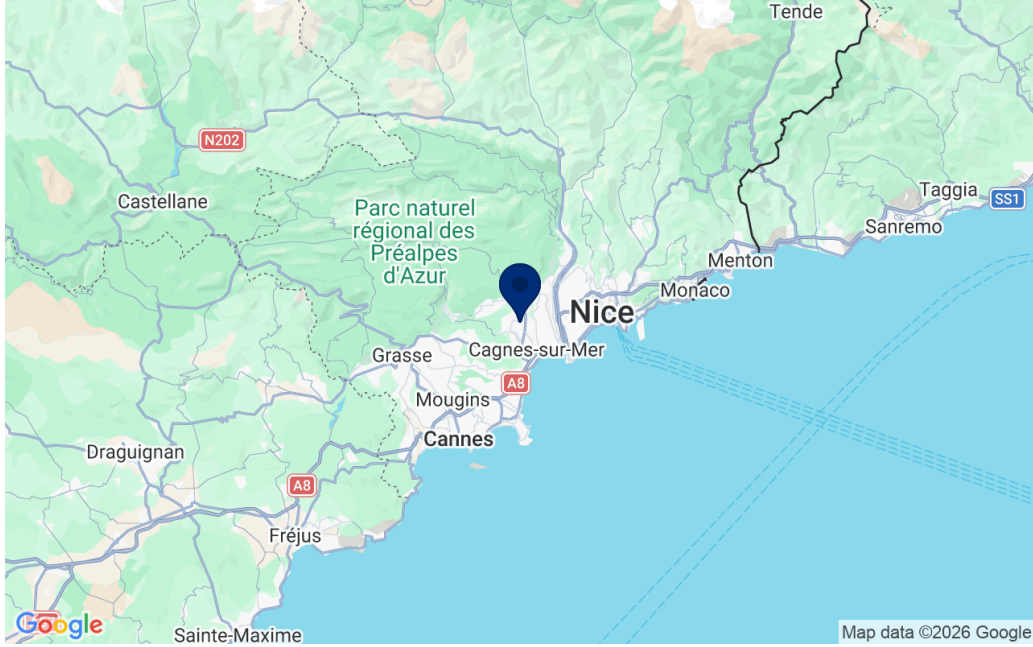 Tende
N202
Castellane
Taggia
SS1
Parc naturel
régional des
Préalpes
d'Azur
Sanremo
Menton
Monaco
Nice
Cagnes-sur-Mer
Grasse
A8
Mougins
Cannes
Draguignan
A8
Fréjus
Google
Sainte-Maxime
Map data ©2026 Google